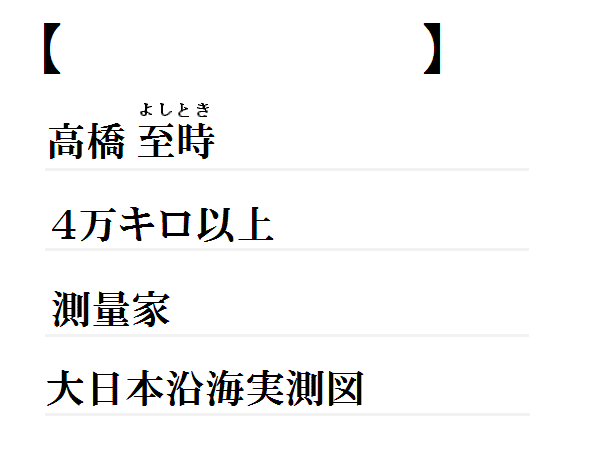 【　　　　　　　　　】
よしとき
高橋 至時
4万キロ以上
測量家
大日本沿海実測図